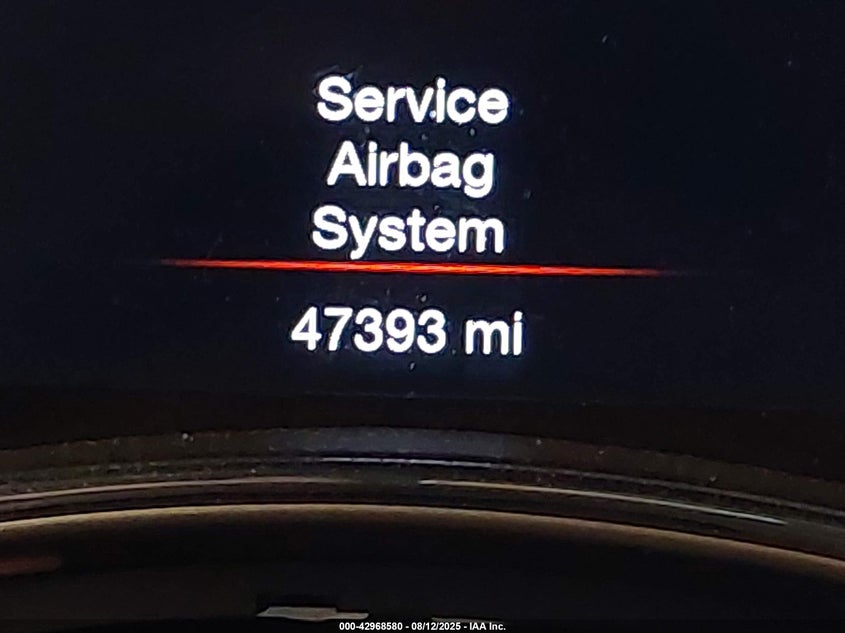 Service
Airbag
System
47393 mi
000-42968580 - 08/12/2025 - IAA Inc.